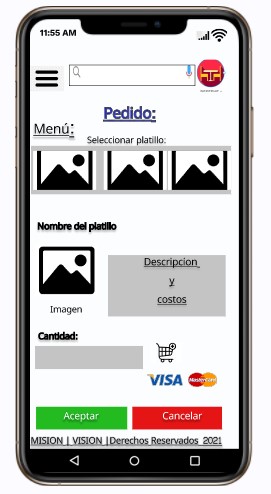 11:55 AM
Pedido:
Menú:
Seleccionar platillo:
Nombre del platillo
Descripcion
y
costos
Imagen
Cantidad:
VISA MasterCard
Aceptar Cancelar
MISION | VISION |Derechos Reservados 2021